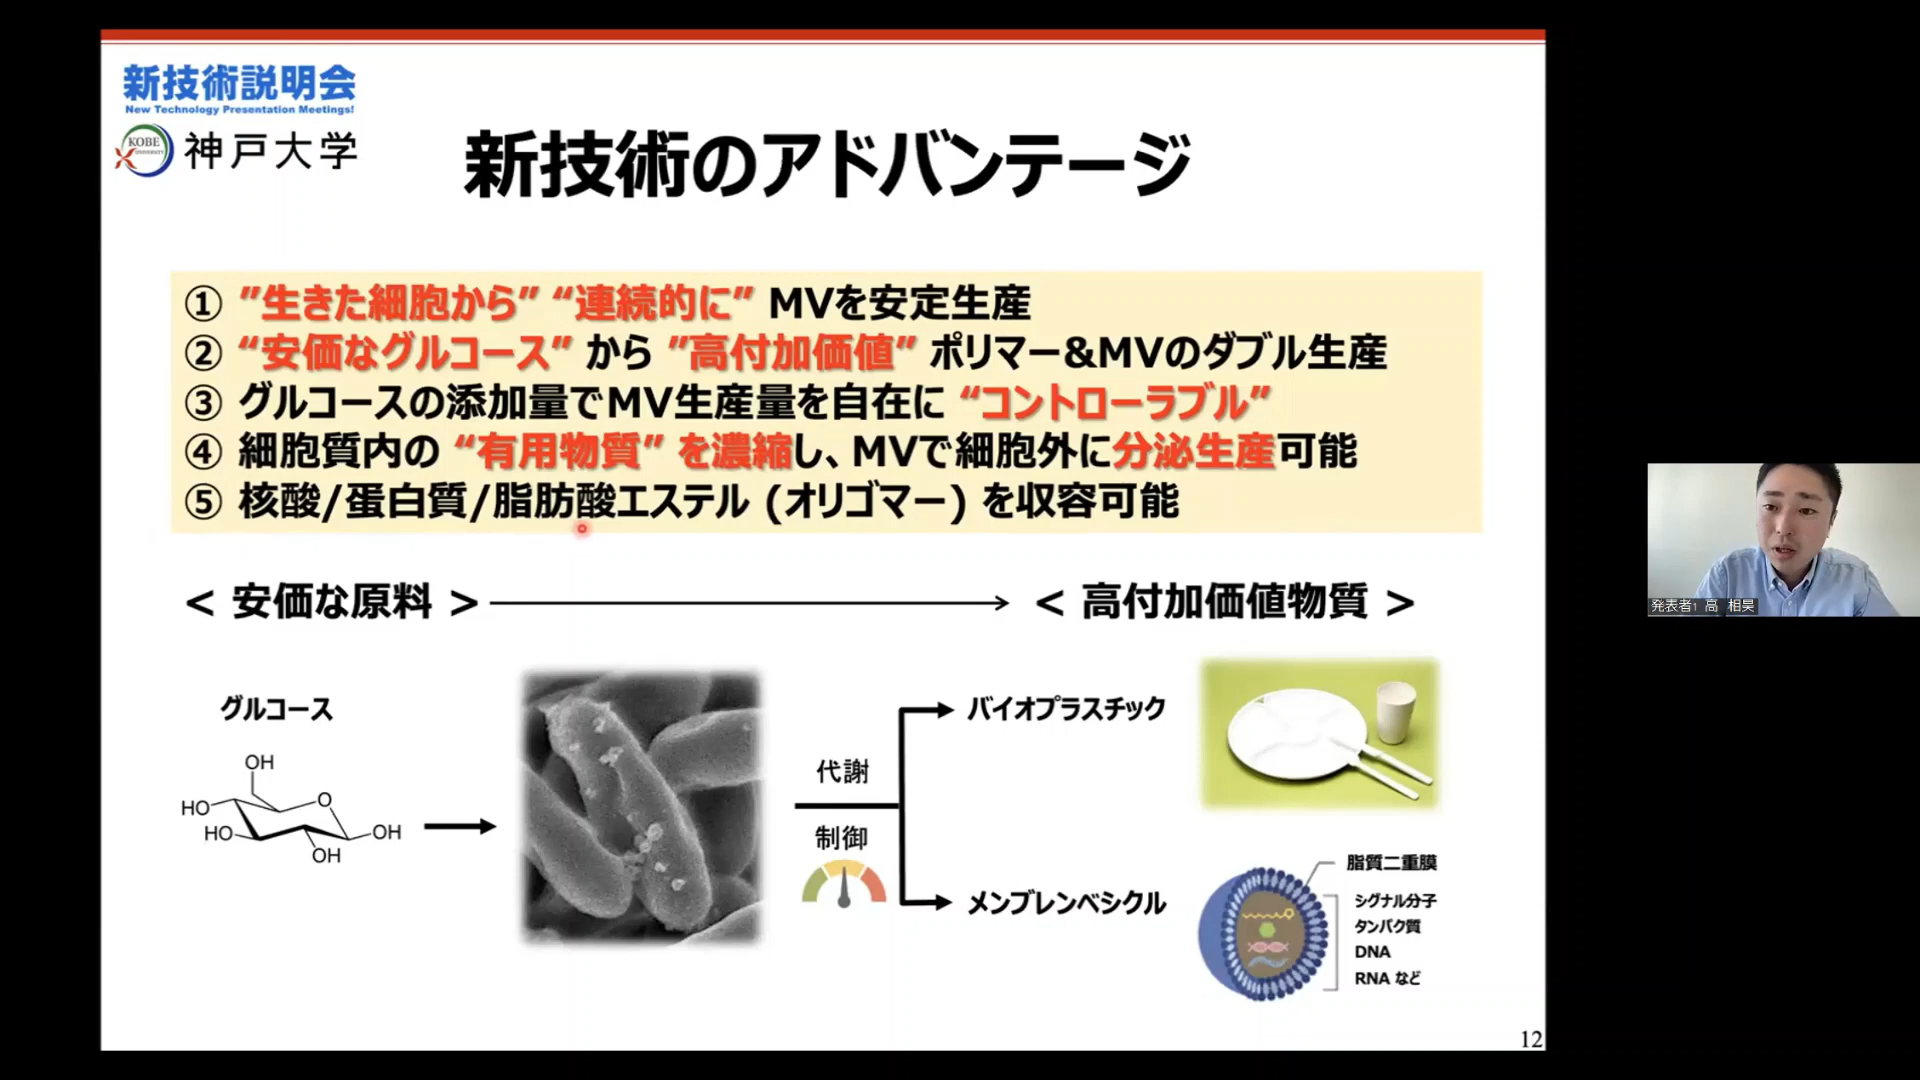 新技術説明会
New Technology Presentation Meetings!
KOBE
UNIVERSITY
神戸大学
新技術のアドバンテージ
① ”生きた細胞から” “連続的に” MVを安定生産
② “安価なグルコース” から ”高付加価値” ポリマー&MVのダブル生産
③ グルコースの添加量でMV生産量を自在に “コントローラブル”
④ 細胞質内の “有用物質” を濃縮し、MVで細胞外に分泌生産可能
⑤ 核酸/蛋白質/脂肪酸エステル (オリゴマー) を収容可能
< 安価な原料 >
< 高付加価値物質 >
グルコース
OH
HO
O
HO
OH
OH
代謝
制御
バイオプラスチック
メンブレンベシクル
脂質二重膜
シグナル分子
タンパク質
DNA
RNA など
発表者1 高 相昊
12